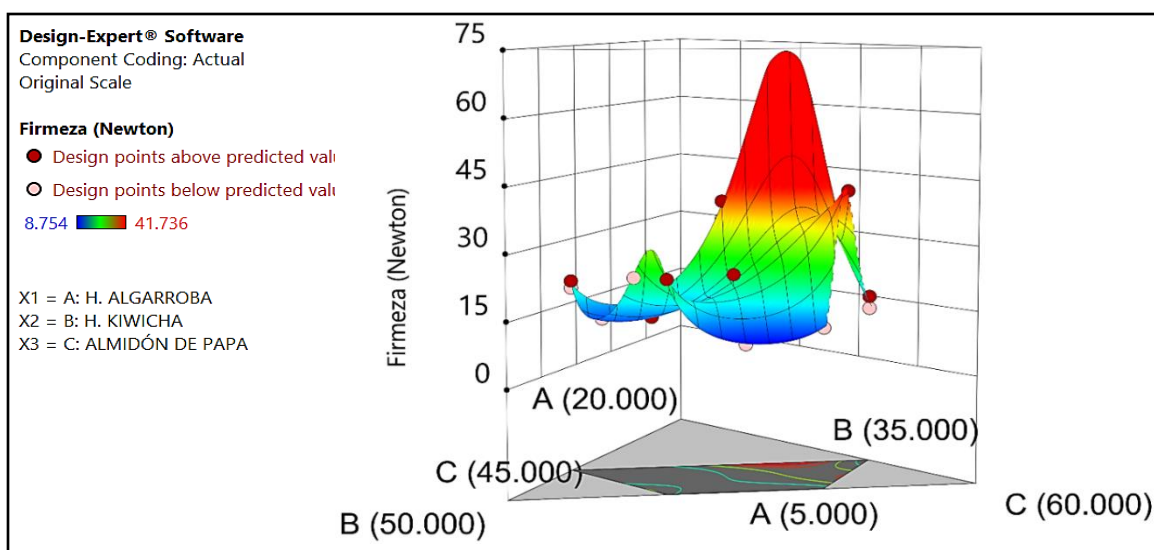 Design-Expert® Software
Component Coding: Actual
Original Scale
Firmeza (Newton)
Design points above predicted valu
Design points below predicted valu
8.754 41.736
X1 = A: H. ALGARROBA
X2 = B: H. KIWICHA
X3 = C: ALMIDÓN DE PAPA
75
60
45
30
15
0
Firmeza (Newton)
A (20.000)
B (35.000)
C (45.000)
B (50.000)
A (5.000)
C (60.000)